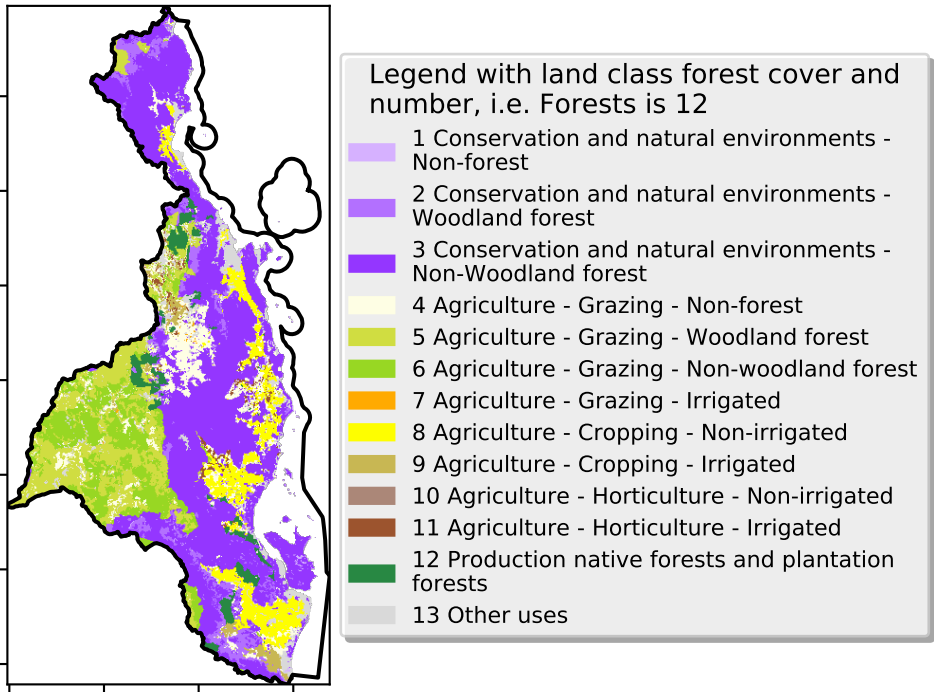 Legend with land class forest cover and
number, i.e. Forests is 12
1 Conservation and natural environments -
Non-forest
2 Conservation and natural environments -
Woodland forest
3 Conservation and natural environments -
Non-Woodland forest
4 Agriculture - Grazing - Non-forest
5 Agriculture - Grazing - Woodland forest
6 Agriculture - Grazing - Non-woodland forest
7 Agriculture - Grazing - Irrigated
8 Agriculture - Cropping - Non-irrigated
9 Agriculture - Cropping - Irrigated
10 Agriculture - Horticulture - Non-irrigated
11 Agriculture - Horticulture - Irrigated
12 Production native forests and plantation
forests
13 Other uses